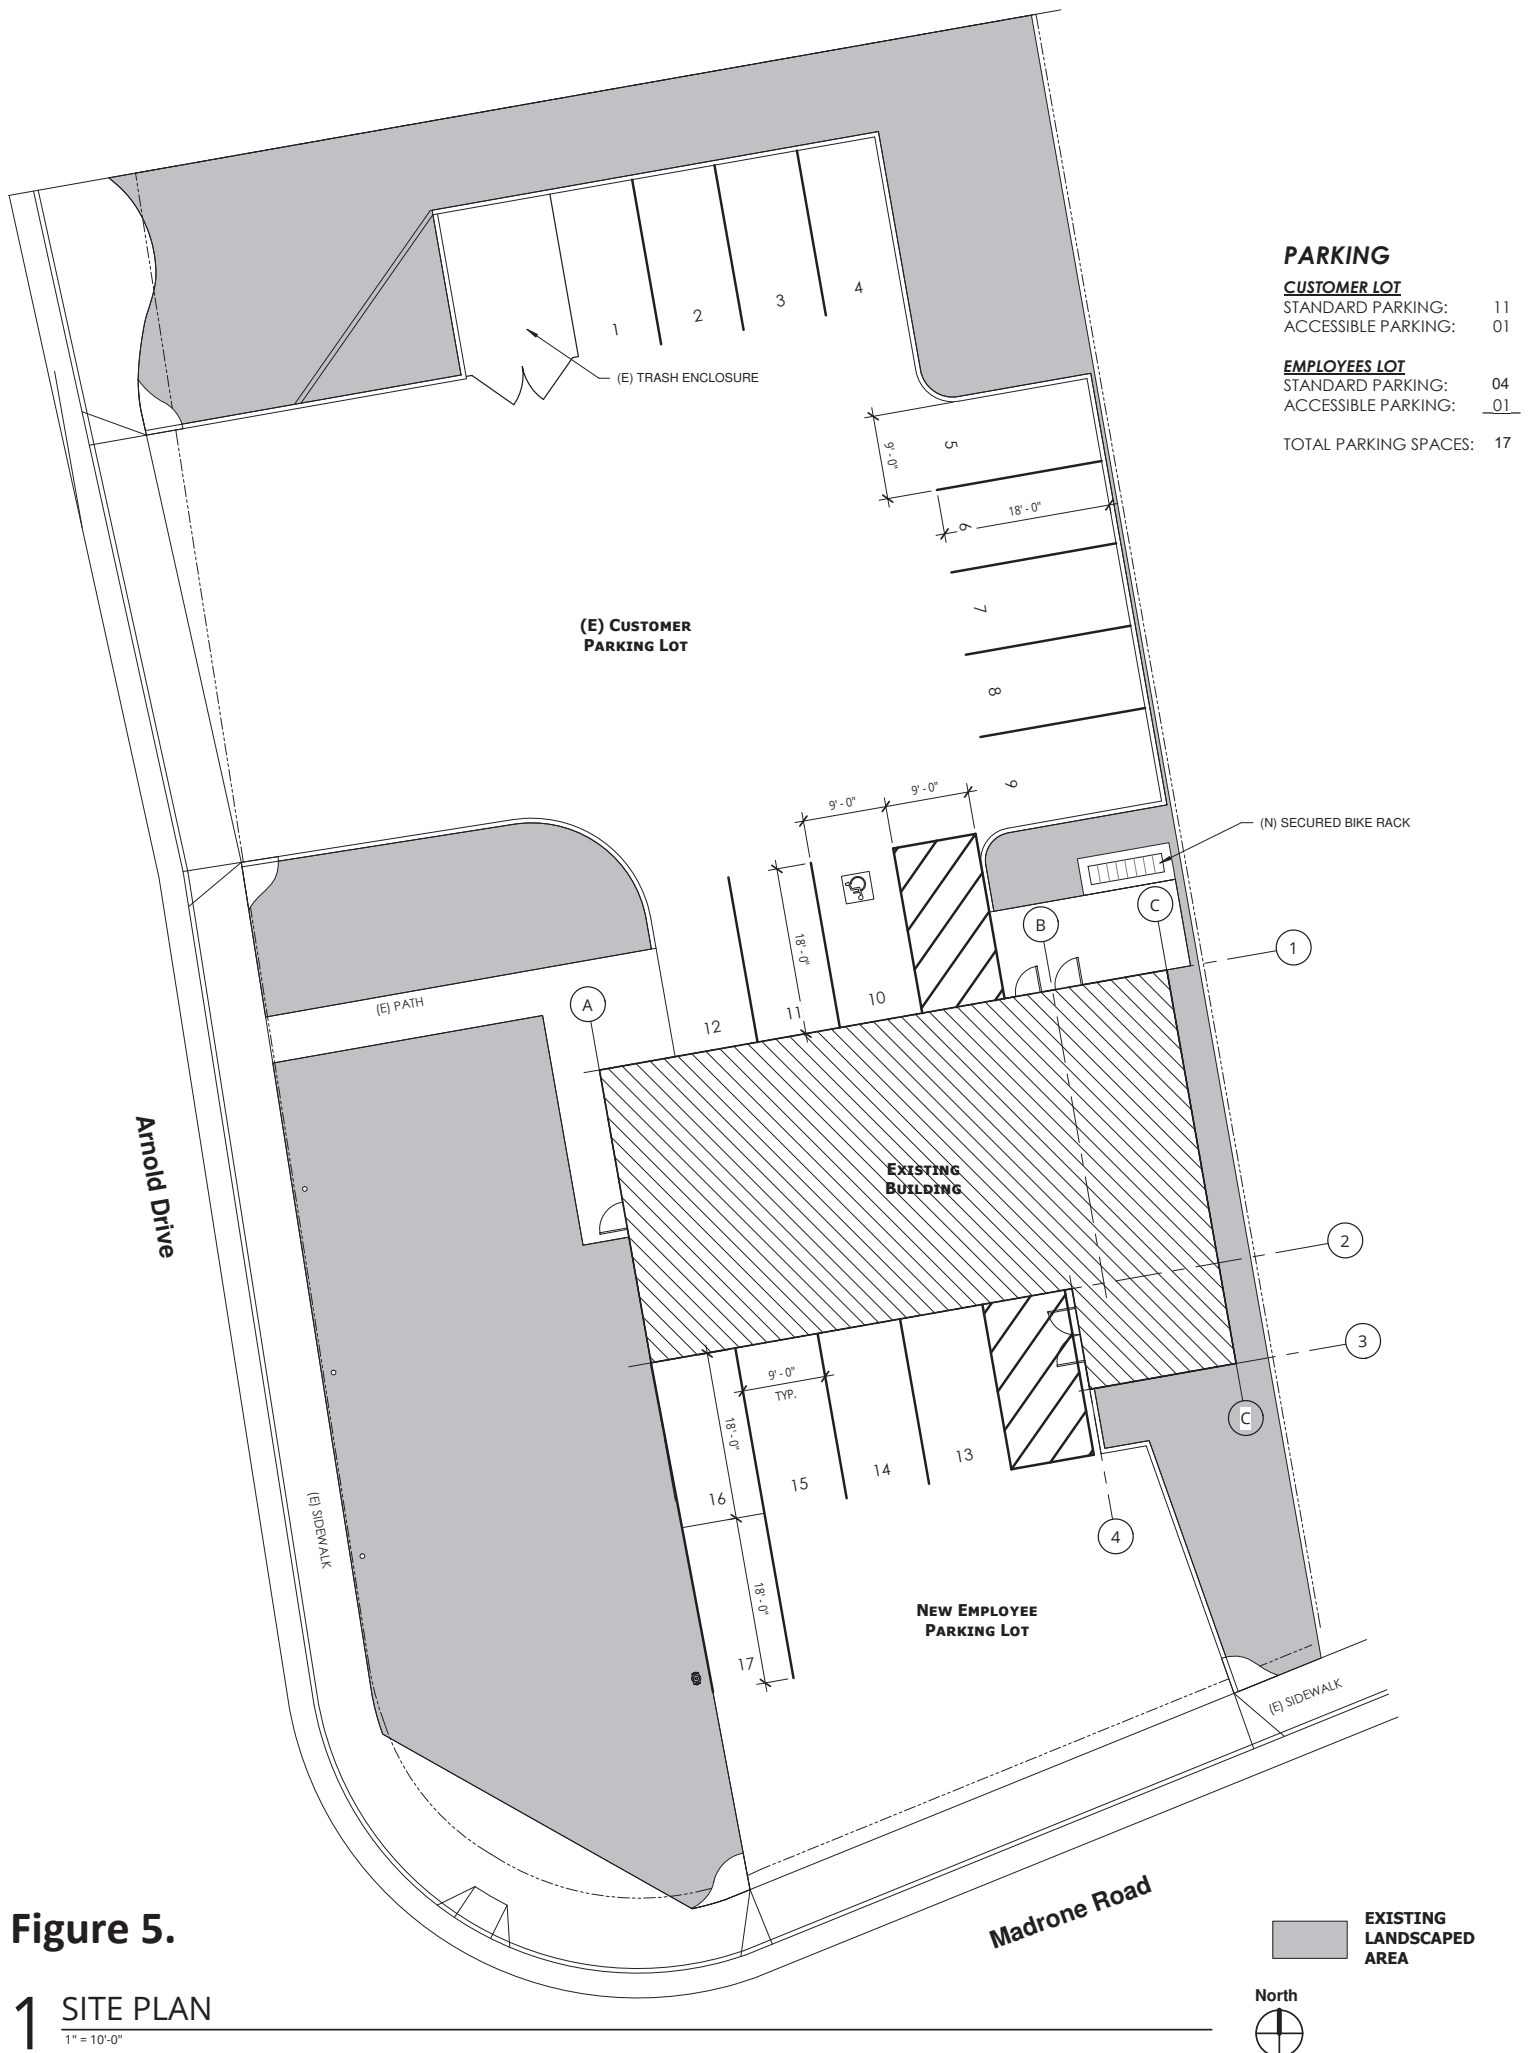 PARKING
CUSTOMER LOT
STANDARD PARKING: 11
ACCESSIBLE PARKING: 01
EMPLOYEES LOT
STANDARD PARKING: 04
ACCESSIBLE PARKING: 01
TOTAL PARKING SPACES: 17
1
2
3
4
(E) TRASH ENCLOSURE
5
9' - 0"
6
18' - 0"
7
8
9
(E) CUSTOMER
PARKING LOT
9' - 0"
9' - 0"
(N) SECURED BIKE RACK
18' - 0"
10
11
12
(E) PATH
A
B
C
1
EXISTING
BUILDING
Arnold Drive
2
3
C
4
9' - 0"
TYP.
18' - 0"
13
14
15
16
18' - 0"
17
(E) SIDEWALK
NEW EMPLOYEE
PARKING LOT
(E) SIDEWALK
Madrone Road
Figure 5.
EXISTING
LANDSCAPED
AREA
North
1 SITE PLAN
1" = 10'-0"